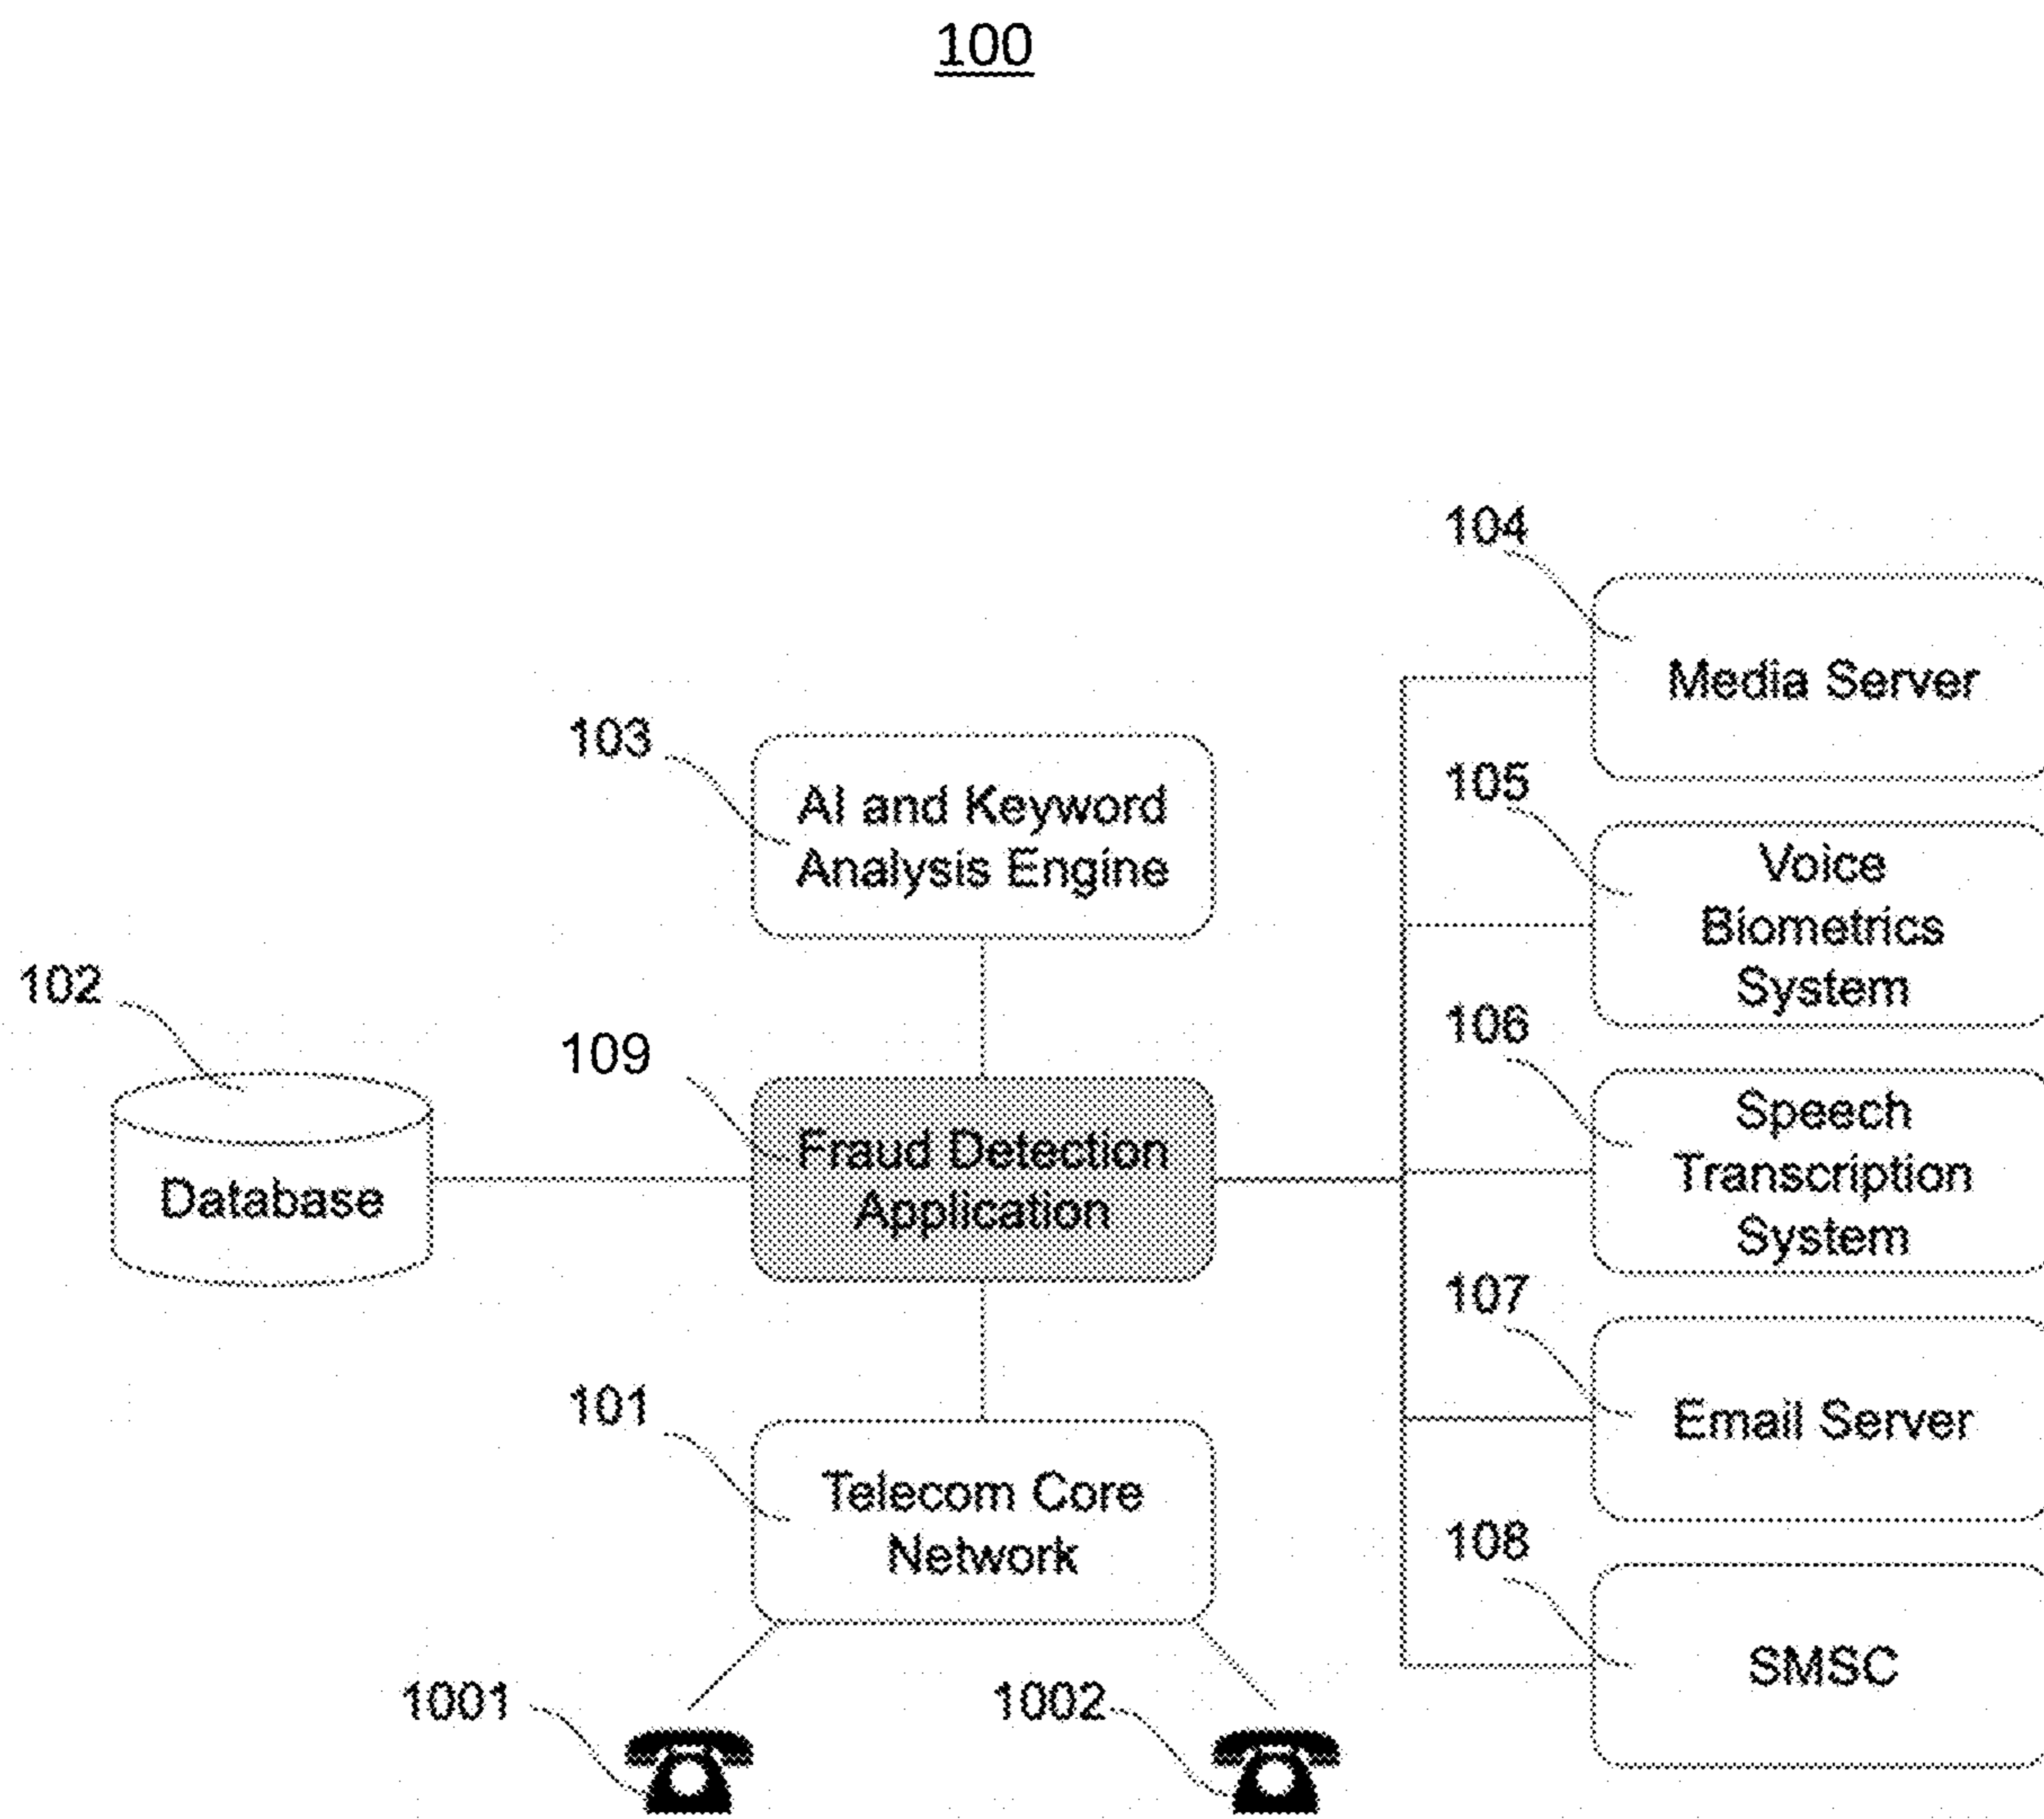 100
104
Media Server
103
AI and Keyword
Analysis Engine
105
Voice
Biometrics
System
102
Database
109
Fraud Detection
Application
106
Speech
Transcription
System
107
Email Server
101
Telecom Core
Network
108
SMSC
1001
1002